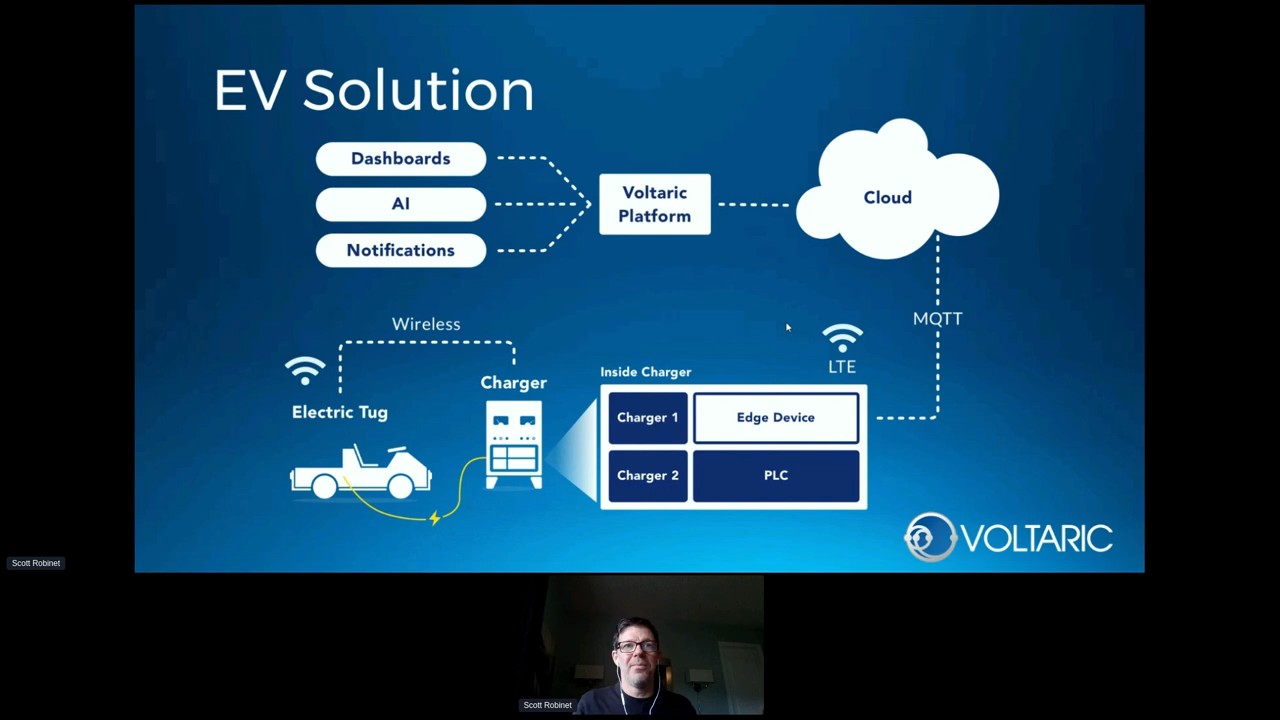 EV Solution
Dashboards
AI
Notifications
Voltaric
Platform
Cloud
MQTT
Wireless
LTE
Electric Tug
Charger
Inside Charger
Charger 1
Edge Device
Charger 2
PLC
VOLTARIC
Scott Robinet
Scott Robinet